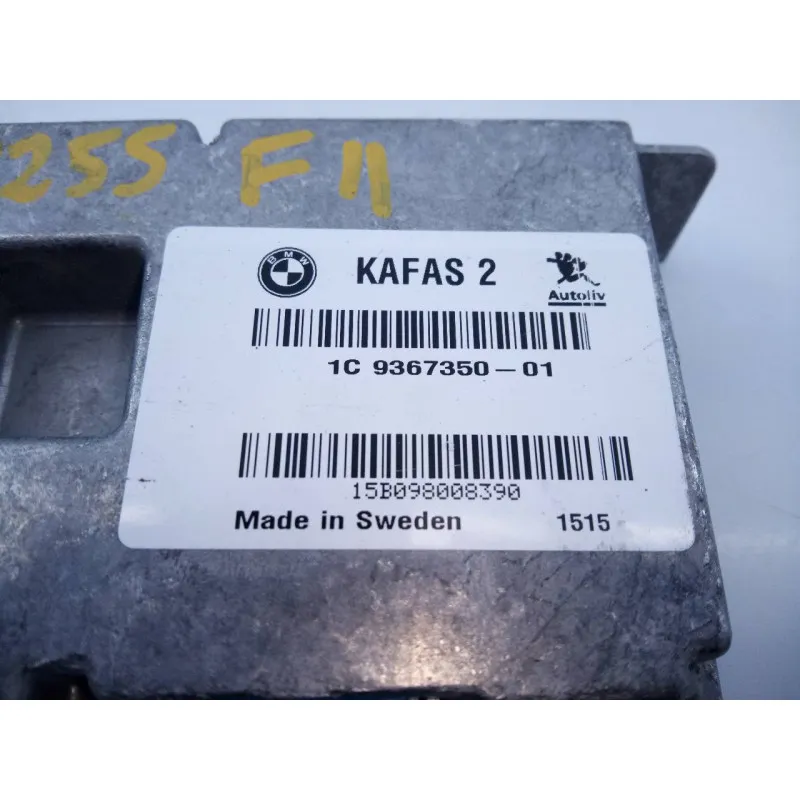 255 F11
BMW
KAFAS 2
Autoliv
1C 9367350-01
15B098008390
Made in Sweden 1515